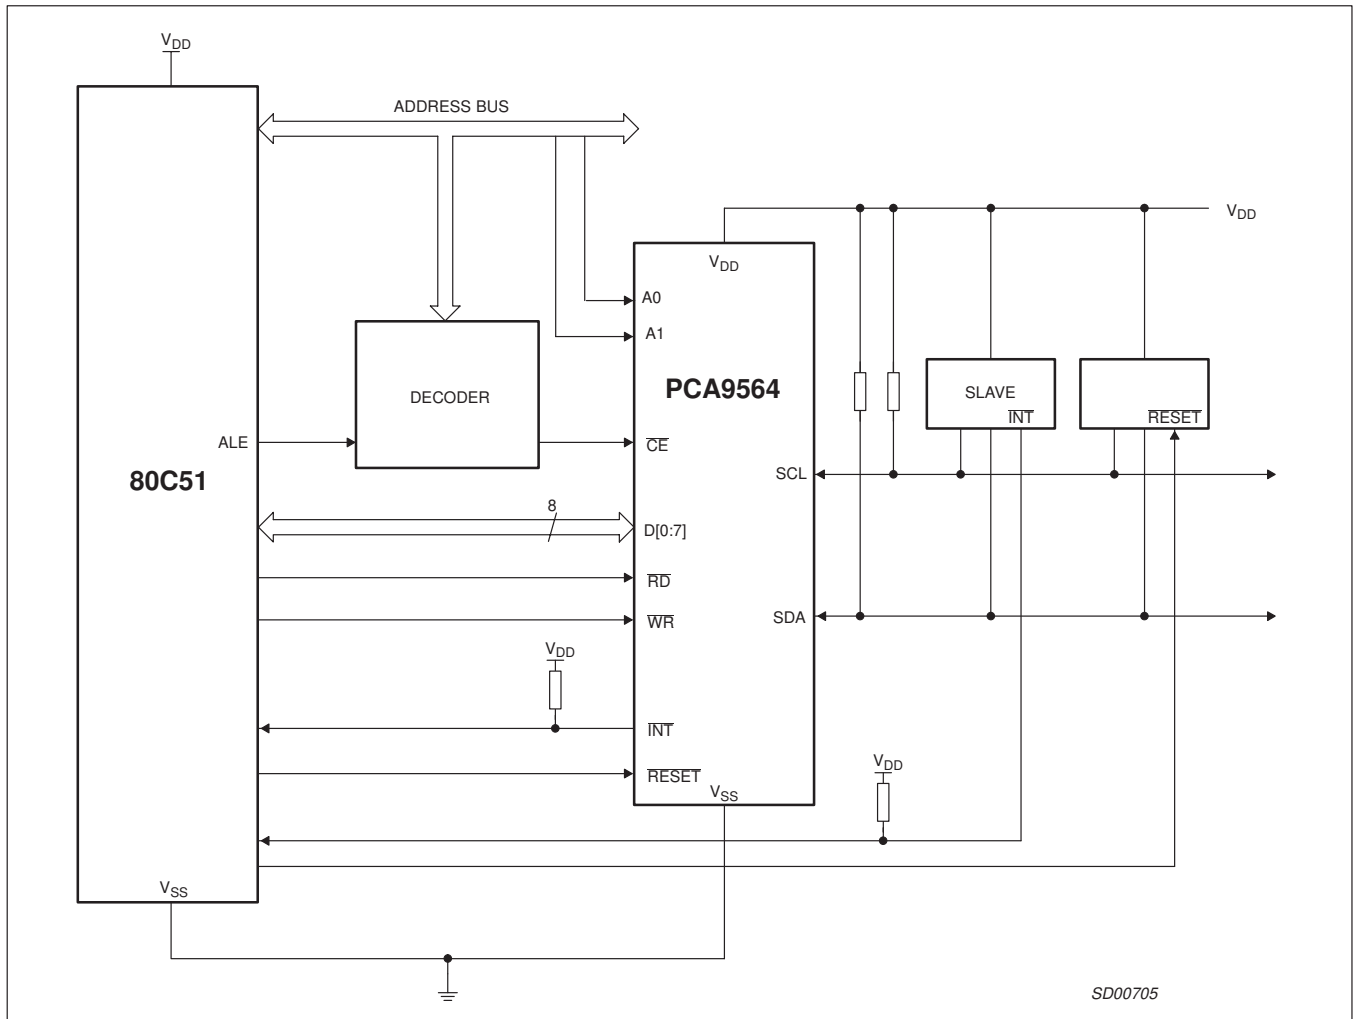 VDD
ADDRESS BUS
VDD
VDD
A0
A1
PCA9564
DECODER
SLAVE
INT
RESET
ALE
CE
SCL
80C51
8
D[0:7]
RD
WR
SDA
VDD
INT
RESET
VDD
VSS
VSS
SD00705